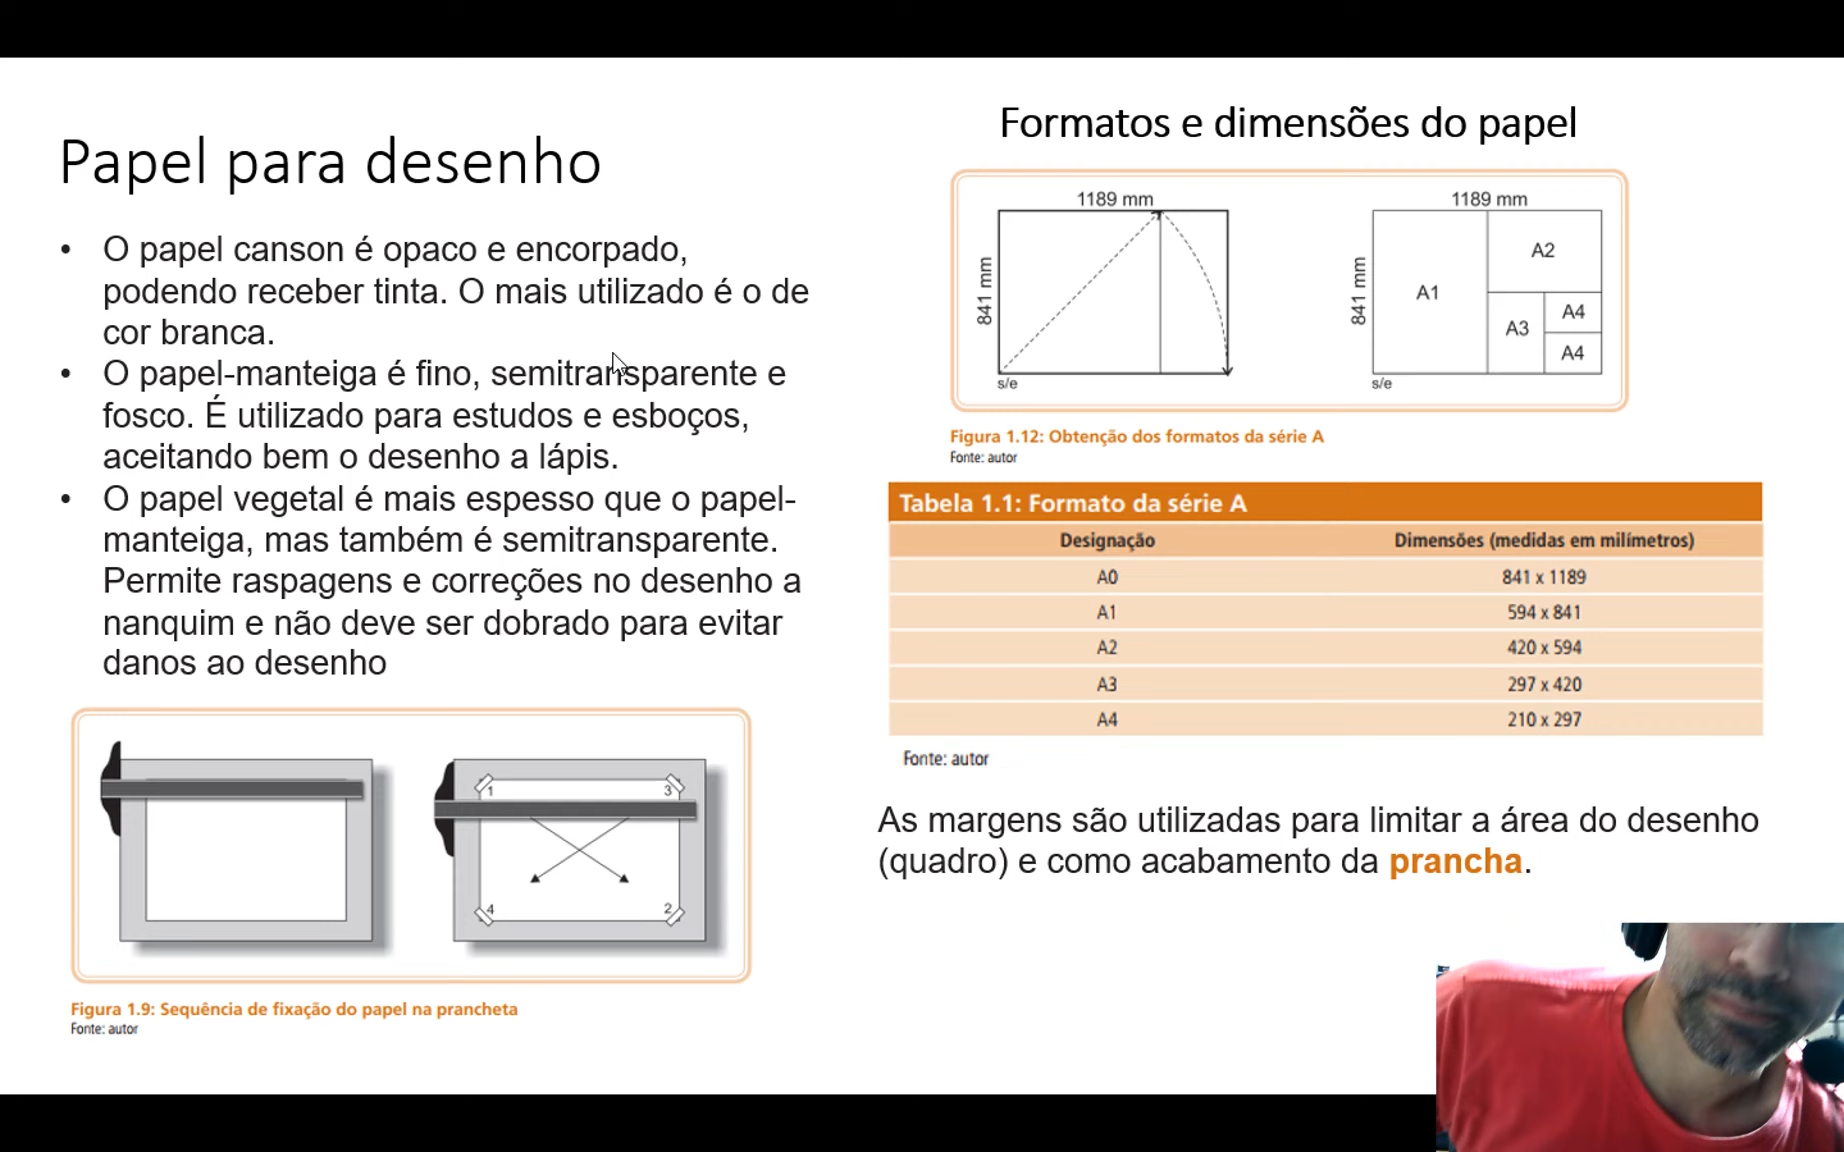 Papel para desenho
• O papel canson é opaco e encorpado,
podendo receber tinta. O mais utilizado é o de
cor branca.
• O papel-manteiga é fino, semitransparente e
fosco. É utilizado para estudos e esboços,
aceitando bem o desenho a lápis.
• O papel vegetal é mais espesso que o papel-
manteiga, mas também é semitransparente.
Permite raspagens e correções no desenho a
nanquim e não deve ser dobrado para evitar
danos ao desenho
1 3
4 2
Figura 1.9: Sequência de fixação do papel na prancheta
Fonte: autor
Formatos e dimensões do papel
1189 mm
841 mm
s/e
1189 mm
841 mm
A1
A2
A3
A4
A4
s/e
Figura 1.12: Obtenção dos formatos da série A
Fonte: autor
Tabela 1.1: Formato da série A
Designação Dimensões (medidas em milímetros)
A0 841 x 1189
A1 594 x 841
A2 420 x 594
A3 297 x 420
A4 210 x 297
Fonte: autor
As margens são utilizadas para limitar a área do desenho
(quadro) e como acabamento da prancha.